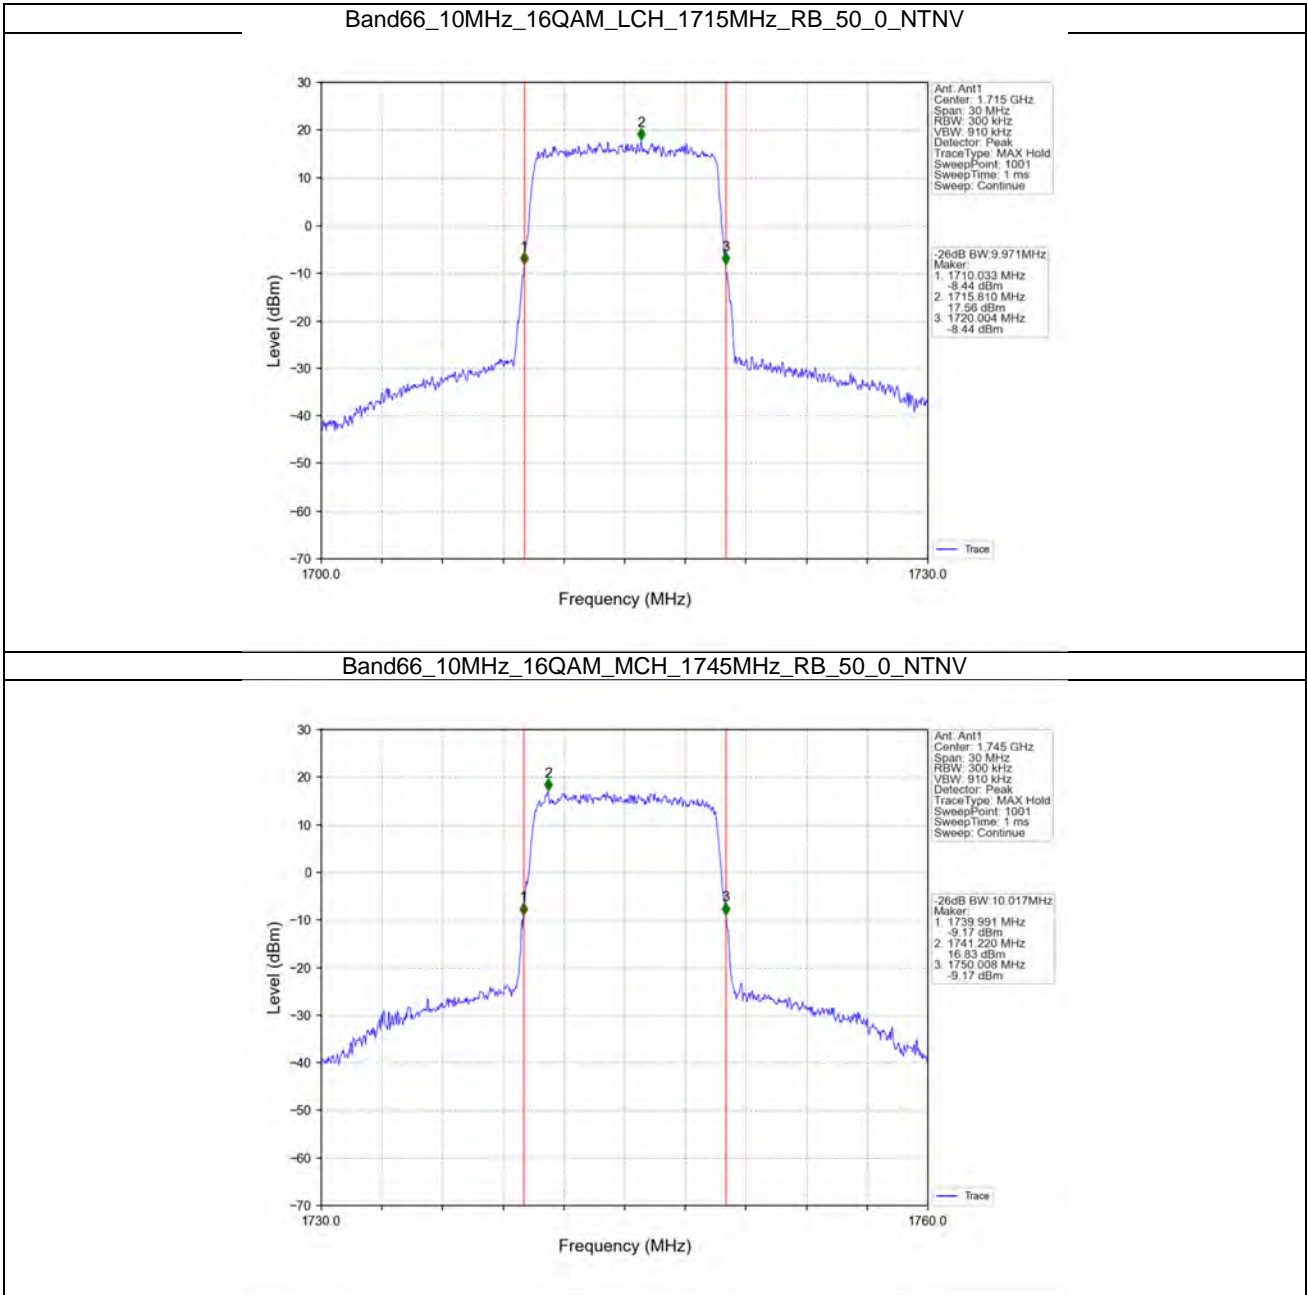 Band66_10MHz_16QAM_LCH_1715MHz_RB_50_0_NTNV
30
20
10
0
−10
−20
−30
−40
−50
−60
−70
Level (dBm)
1700.0
1730.0
Frequency (MHz)
1
2
3
Ant: Ant1
Center: 1.715 GHz
Span: 30 MHz
RBW: 300 kHz
VBW: 910 kHz
Detector: Peak
TraceType: MAX Hold
SweepPoint: 1001
SweepTime: 1 ms
Sweep: Continue
-26dB BW:9.971MHz
Maker:
1. 1710.033 MHz
-8.44 dBm
2. 1715.810 MHz
17.56 dBm
3. 1720.004 MHz
-8.44 dBm
Trace
Band66_10MHz_16QAM_MCH_1745MHz_RB_50_0_NTNV
30
20
10
0
−10
−20
−30
−40
−50
−60
−70
Level (dBm)
1730.0
1760.0
Frequency (MHz)
1
2
3
Ant: Ant1
Center: 1.745 GHz
Span: 30 MHz
RBW: 300 kHz
VBW: 910 kHz
Detector: Peak
TraceType: MAX Hold
SweepPoint: 1001
SweepTime: 1 ms
Sweep: Continue
-26dB BW:10.017MHz
Maker:
1. 1739.991 MHz
-9.17 dBm
2. 1741.220 MHz
16.83 dBm
3. 1750.008 MHz
-9.17 dBm
Trace